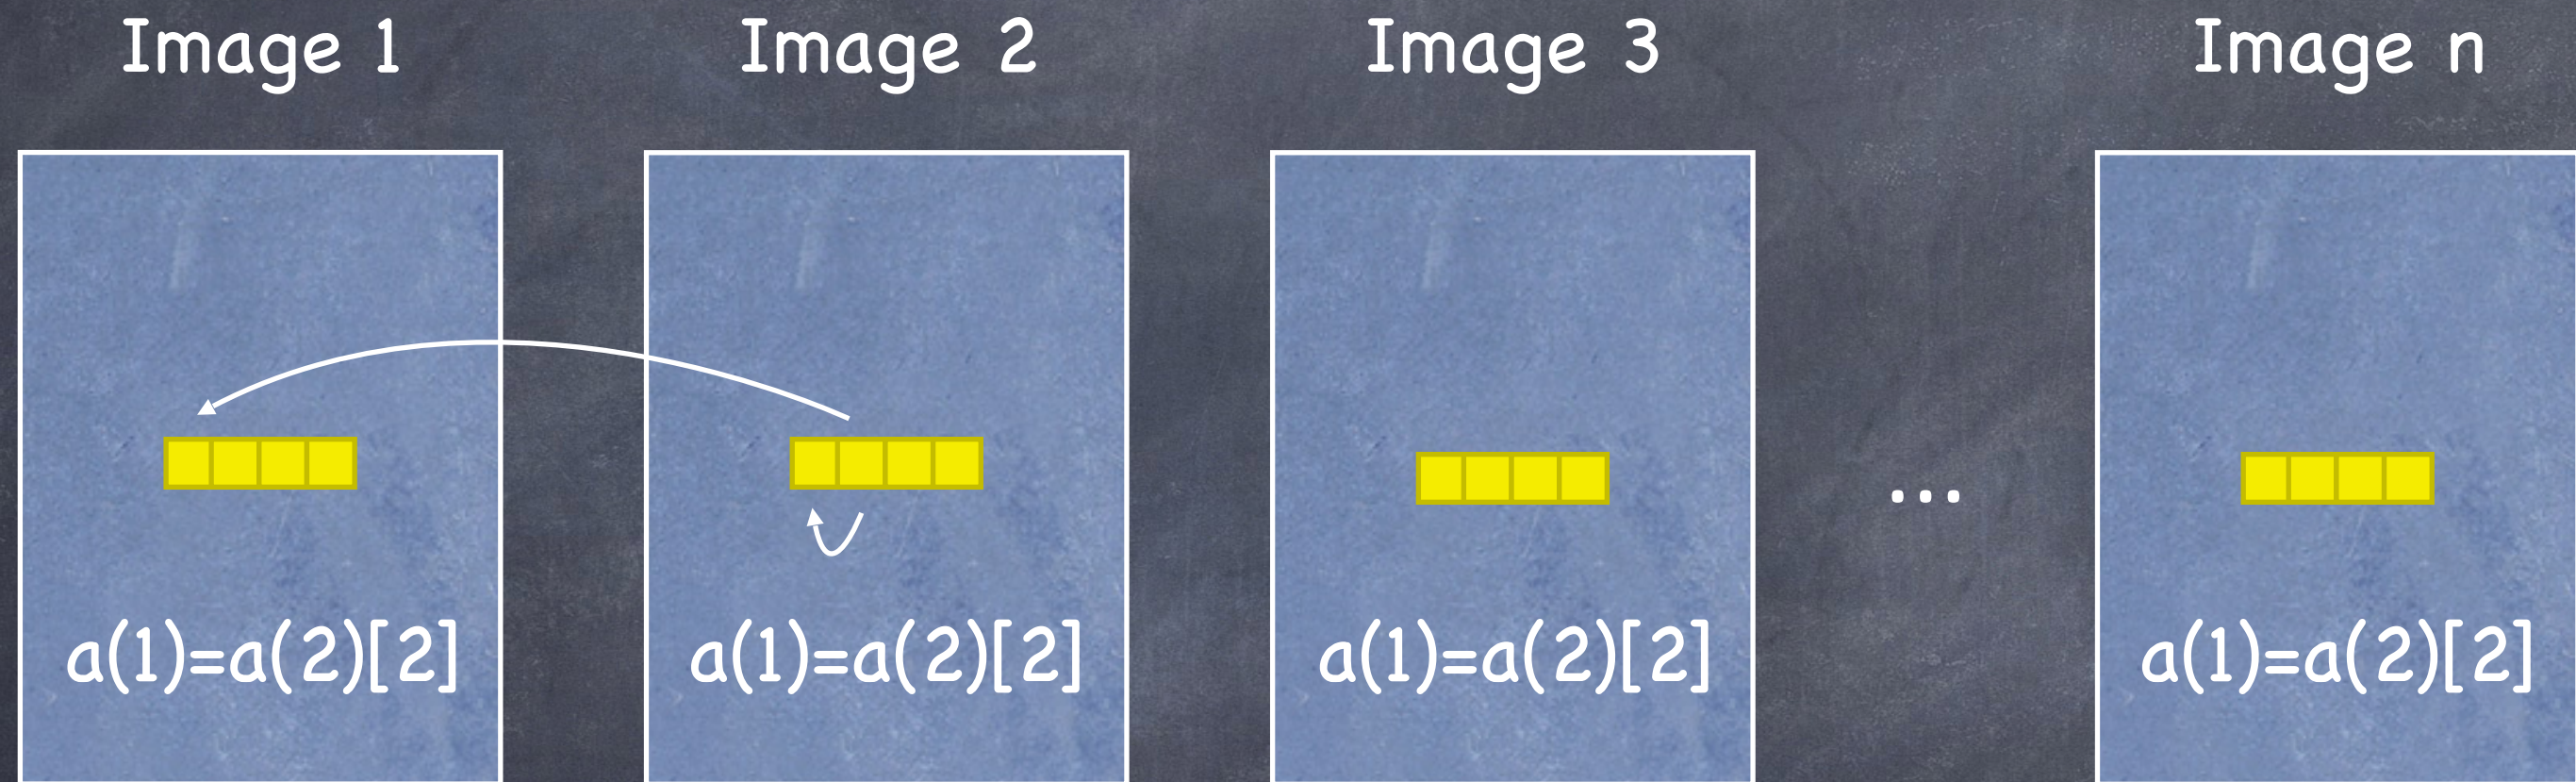 Image 1
Image 2
Image 3
Image n
...
a(1)=a(2)[2]
a(1)=a(2)[2]
a(1)=a(2)[2]
a(1)=a(2)[2]